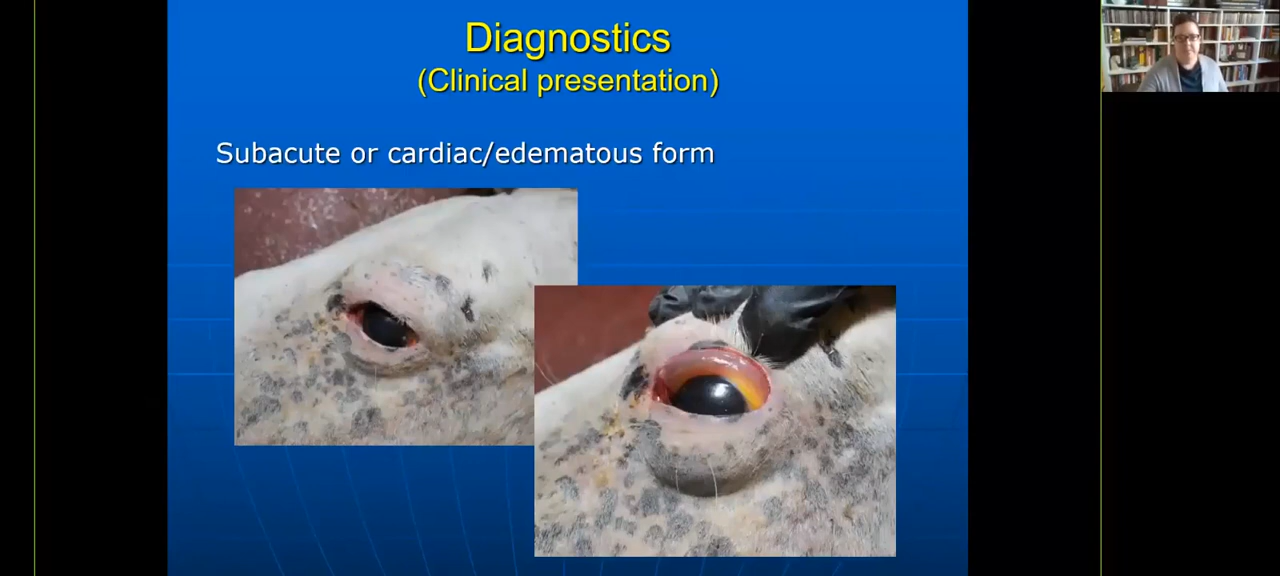 Diagnostics
(Clinical presentation)
Subacute or cardiac/edematous form